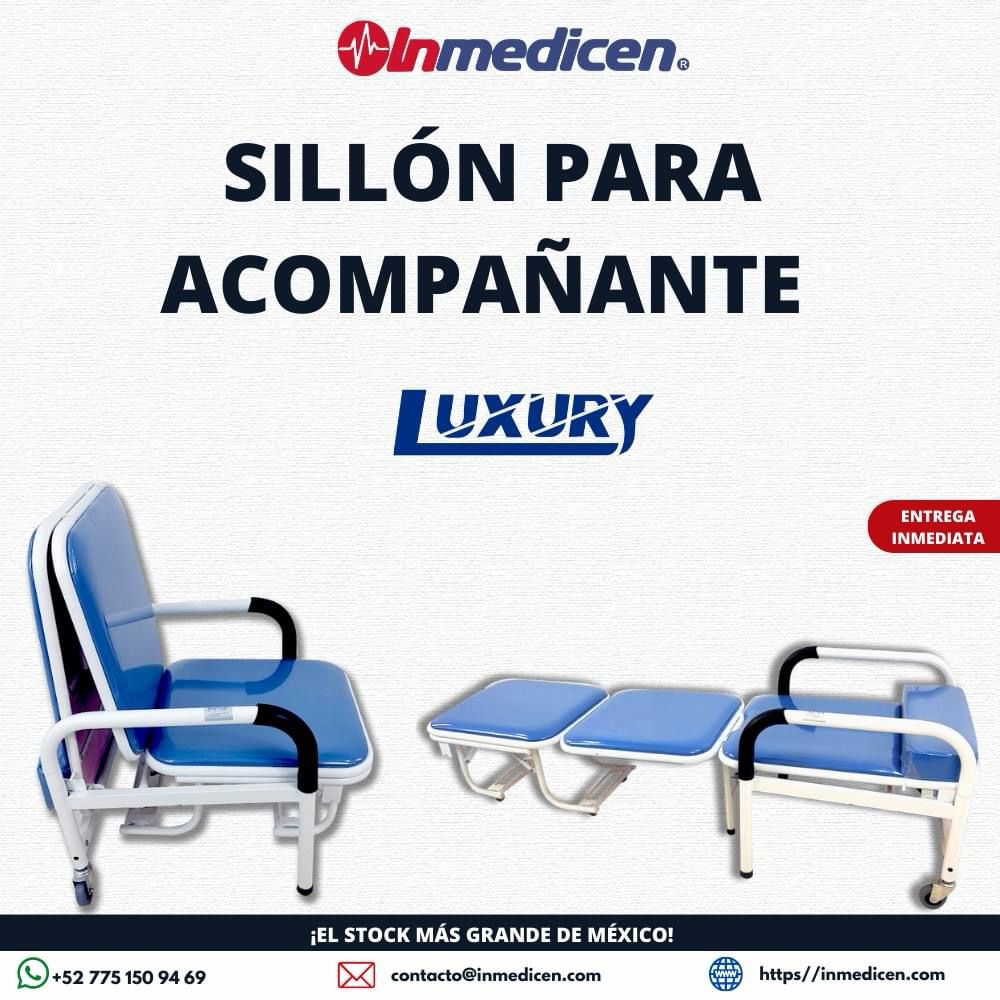 Inmedicen®
SILLÓN PARA
ACOMPAÑANTE
LUXURY
ENTREGA
INMEDIATA
¡EL STOCK MÁS GRANDE DE MÉXICO!
+52 775 150 94 69
contacto@inmedicen.com
https//inmedicen.com